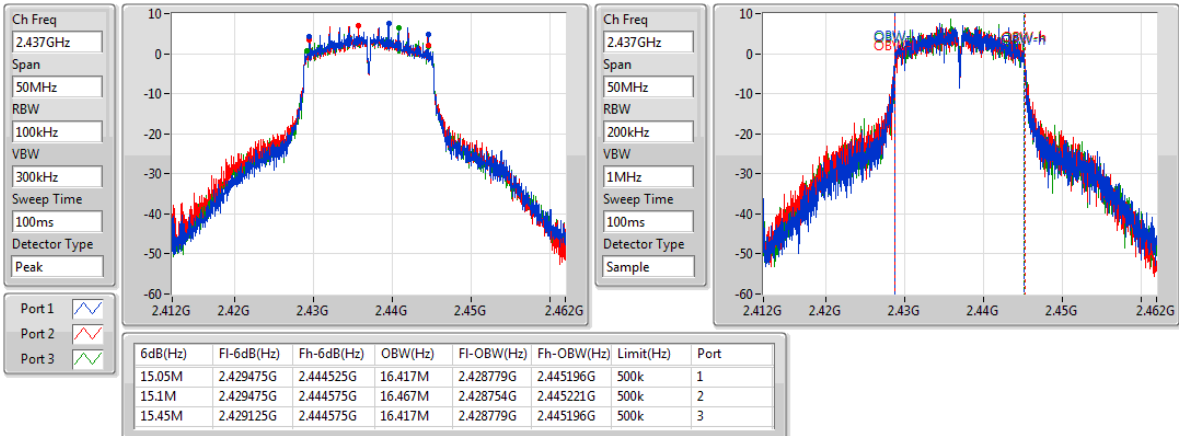 Ch Freq
2.437GHz
Span
50MHz
RBW
100kHz
VBW
300kHz
Sweep Time
100ms
Detector Type
Peak
Port 1
Port 2
Port 3
10
0
-10
-20
-30
-40
-50
-60
2.412G 2.42G 2.43G 2.44G 2.45G 2.462G
Ch Freq
2.437GHz
Span
50MHz
RBW
200kHz
VBW
1MHz
Sweep Time
100ms
Detector Type
Sample
10
0
-10
-20
-30
-40
-50
-60
OBW-h
2.412G 2.42G 2.43G 2.44G 2.45G 2.462G
6dB(Hz) Fl-6dB(Hz) Fh-6dB(Hz) OBW(Hz) Fl-OBW(Hz) Fh-OBW(Hz) Limit(Hz) Port
15.05M 2.429475G 2.444525G 16.417M 2.428779G 2.445196G 500k 1
15.1M 2.429475G 2.444575G 16.467M 2.428754G 2.445221G 500k 2
15.45M 2.429125G 2.444575G 16.417M 2.428779G 2.445196G 500k 3